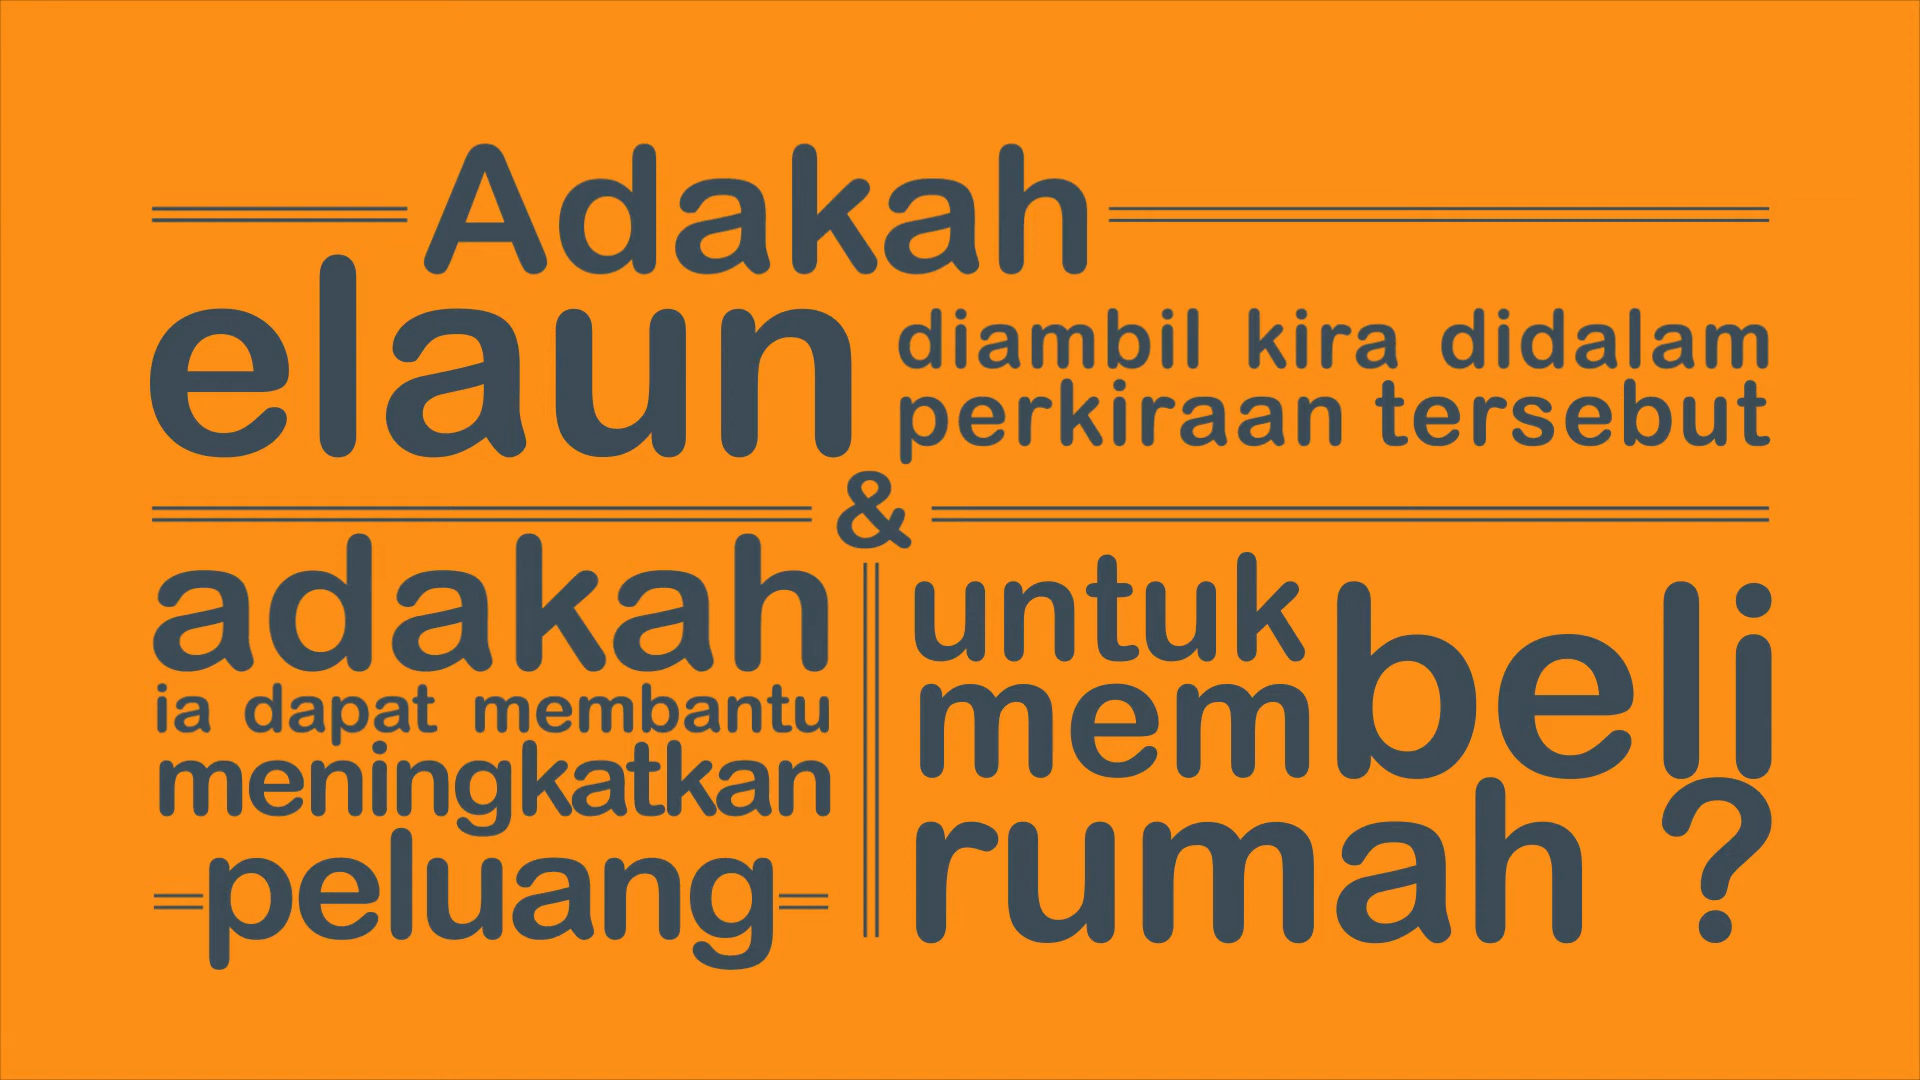 Adakah
elaun
diambil kira didalam
perkiraan tersebut
&
adakah
ia dapat membantu
meningkatkan
peluang
untuk
membeli
rumah ?